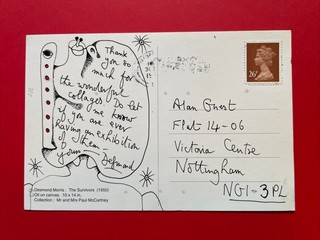 Thank
you so
much for
the wonderful
collages. Do let
me know
if you are ever
having an exhibition
of them –
yours Desmond
Desmond Morris : The Survivors (1950)
Oil on canvas : 10 x 14 in.
Collection : Mr and Mrs Paul McCartney
26P
Alan Guest
Flat 14-06
Victoria Centre
Nottingham
NG1-3PL